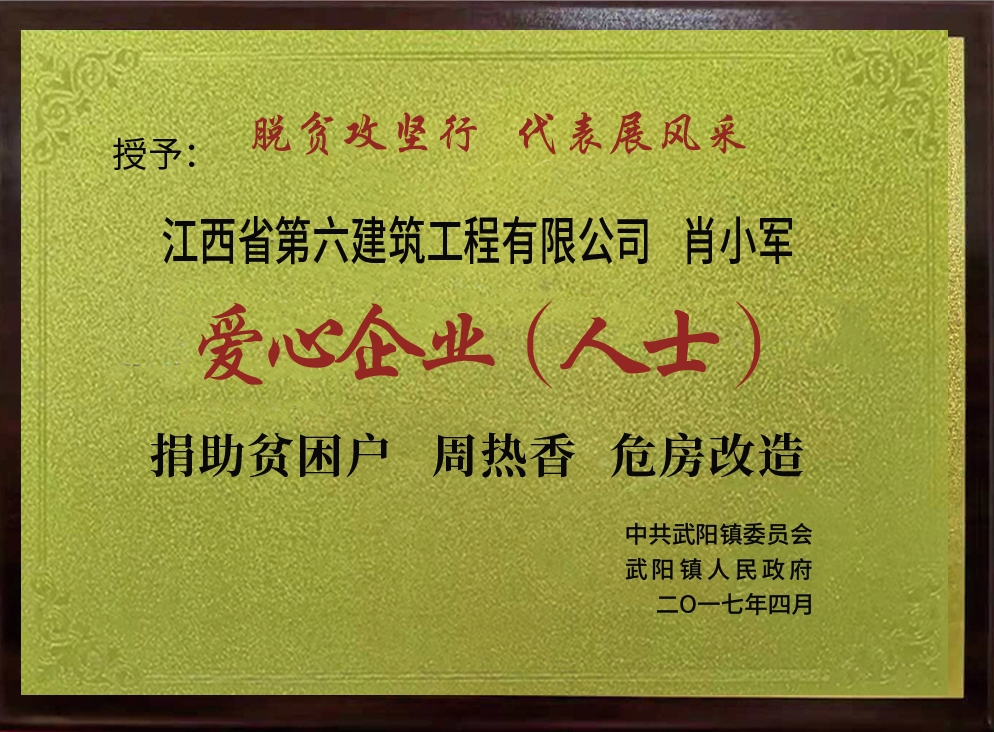 脱贫攻坚行 代表展风采
授予：
江西省第六建筑工程有限公司 肖小军
爱心企业（人士）
捐助贫困户 周热香 危房改造
中共武阳镇委员会
武阳镇人民政府
二〇一七年四月